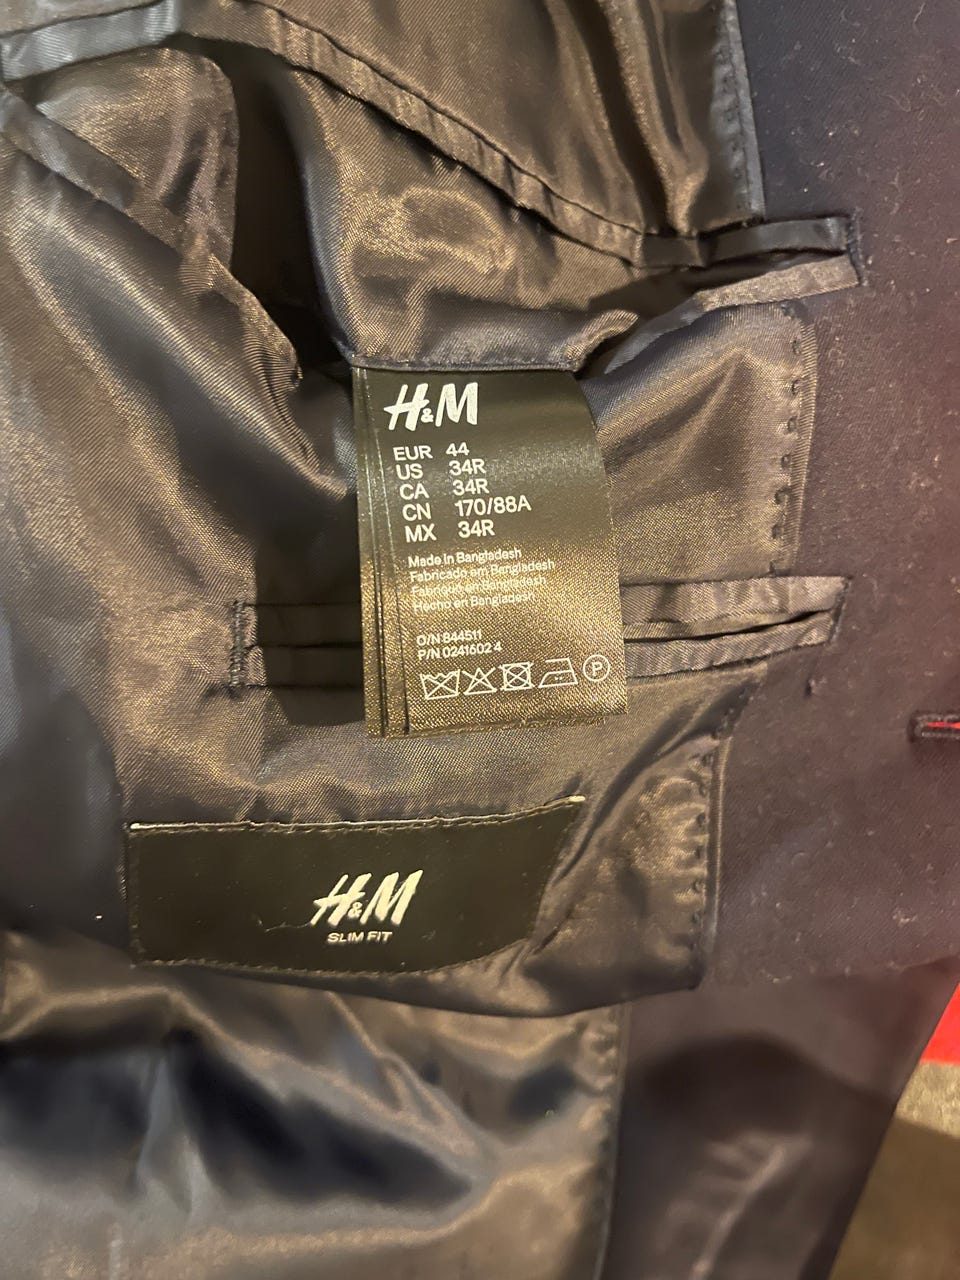 H&M
EUR 44
US 34R
CA 34R
CN 170/88A
MX 34R
Made in Bangladesh
Fabricado em Bangladesh
Fabriqué en Bangladesh
Hecho en Bangladesh
O/N 844511
P/N 0241602 4
P
H&M
SLIM FIT